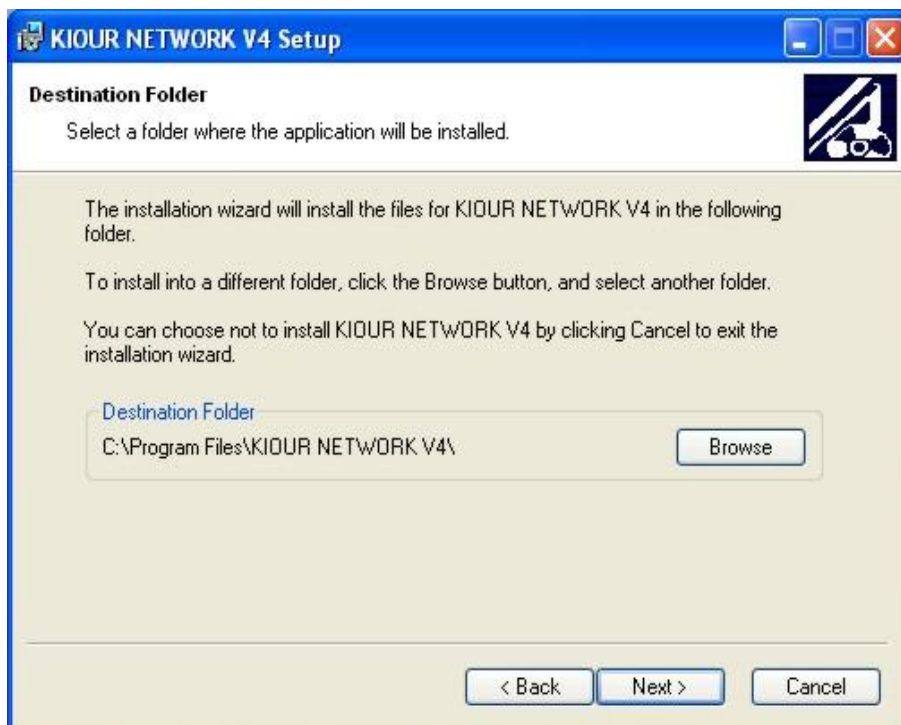 KIOUR NETWORK V4 Setup
Destination Folder
Select a folder where the application will be installed.
The installation wizard will install the files for KIOUR NETWORK V4 in the following
folder.
To install into a different folder, click the Browse button, and select another folder.
You can choose not to install KIOUR NETWORK V4 by clicking Cancel to exit the
installation wizard.
Destination Folder
C:\Program Files\KIOUR NETWORK V4\
Browse
< Back
Next >
Cancel